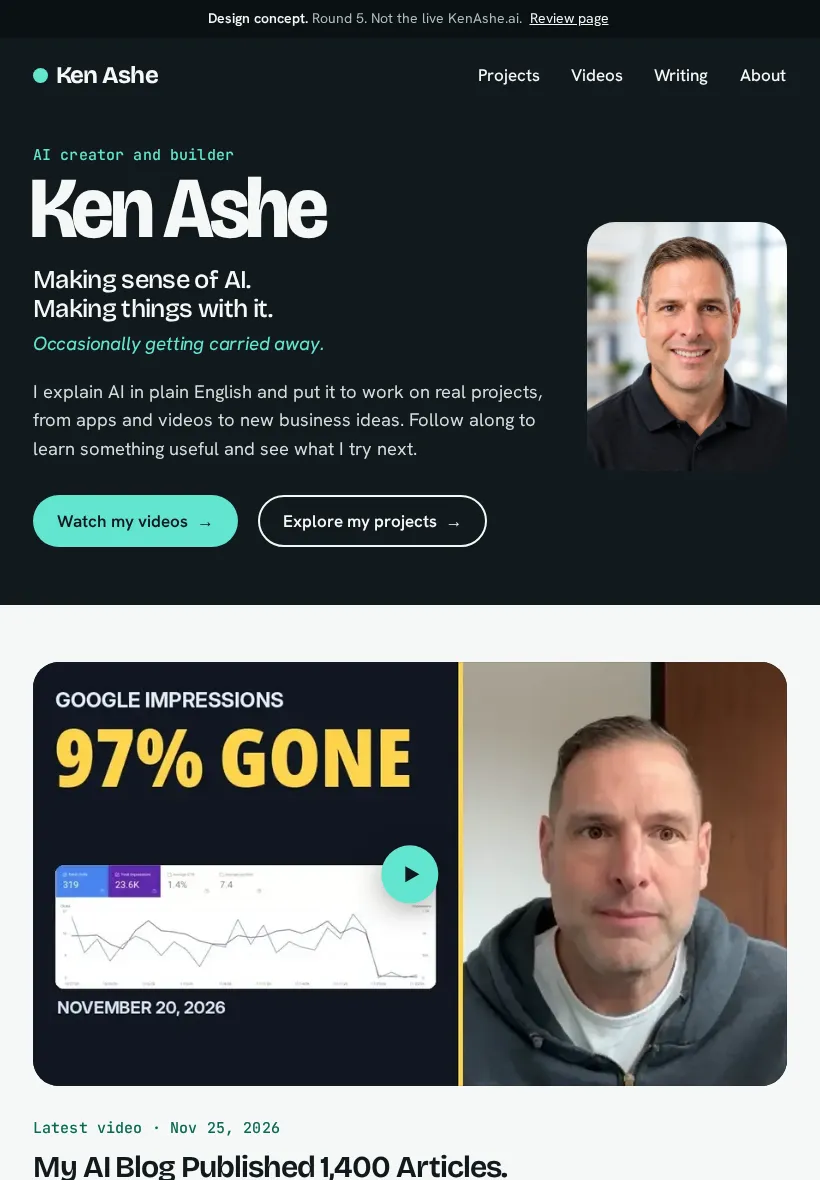 Design concept. Round 5. Not the live KenAshe.ai. Review page
Ken Ashe
Projects Videos Writing About
AI creator and builder
Ken Ashe
Making sense of AI.
Making things with it.
Occasionally getting carried away.
I explain AI in plain English and put it to work on real projects,
from apps and videos to new business ideas. Follow along to
learn something useful and see what I try next.
Watch my videos → Explore my projects →
GOOGLE IMPRESSIONS
97% GONE
319 23.6K 1.4% 7.4
NOVEMBER 20, 2026
Latest video · Nov 25, 2026
My AI Blog Published 1,400 Articles.